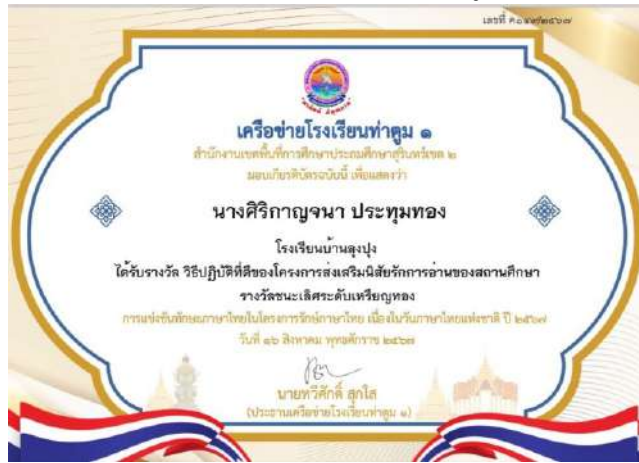 เลขที่
เครือข่ายโรงเรียนท่าตูม ๑
สำนักงานเขตพื้นที่การศึกษาประถมศึกษาสุรินทร์เขต ๒
มอบเกียรติบัตรฉบับนี้ เพื่อแสดงว่า
นางศิริกาญจนา ประทุมทอง
โรงเรียนบ้านลุงปุง
ได้รับรางวัล วิธีปฏิบัติที่ดีของโครงการส่งเสริมนิสัยรักการอ่านของสถานศึกษา
รางวัลชนะเลิศระดับเหรียญทอง
การแข่งขันทักษะภาษาไทยในโครงการรักษ์ภาษาไทย เนื่องในวันภาษาไทยแห่งชาติ ปี ๒๕๖๗
วันที่ ๑๖ สิงหาคม พุทธศักราช ๒๕๖๗
นายทวีศักดิ์ สุกใส
(ประธานเครือข่ายโรงเรียนท่าตูม ๑)